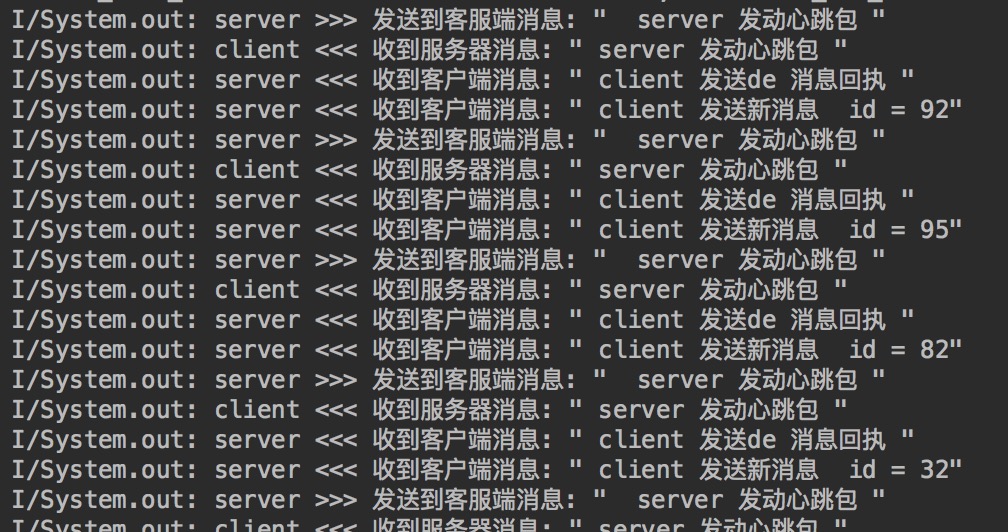 I/System.out: server >>> 发送到客服端消息: "  server 发动心跳包 "
I/System.out: client <<< 收到服务器消息: " server 发动心跳包 "
I/System.out: server <<< 收到客户端消息: " client 发送de 消息回执 "
I/System.out: server <<< 收到客户端消息: " client 发送新消息  id = 92"
I/System.out: server >>> 发送到客服端消息: "  server 发动心跳包 "
I/System.out: client <<< 收到服务器消息: " server 发动心跳包 "
I/System.out: server <<< 收到客户端消息: " client 发送de 消息回执 "
I/System.out: server <<< 收到客户端消息: " client 发送新消息  id = 95"
I/System.out: server >>> 发送到客服端消息: "  server 发动心跳包 "
I/System.out: client <<< 收到服务器消息: " server 发动心跳包 "
I/System.out: server <<< 收到客户端消息: " client 发送de 消息回执 "
I/System.out: server <<< 收到客户端消息: " client 发送新消息  id = 82"
I/System.out: server >>> 发送到客服端消息: "  server 发动心跳包 "
I/System.out: client <<< 收到服务器消息: " server 发动心跳包 "
I/System.out: server <<< 收到客户端消息: " client 发送de 消息回执 "
I/System.out: server <<< 收到客户端消息: " client 发送新消息  id = 32"
I/System.out: server >>> 发送到客服端消息: "  server 发动心跳包 "
I/System.out: client <<< 收到服务器消息: " server 发动心跳包 "